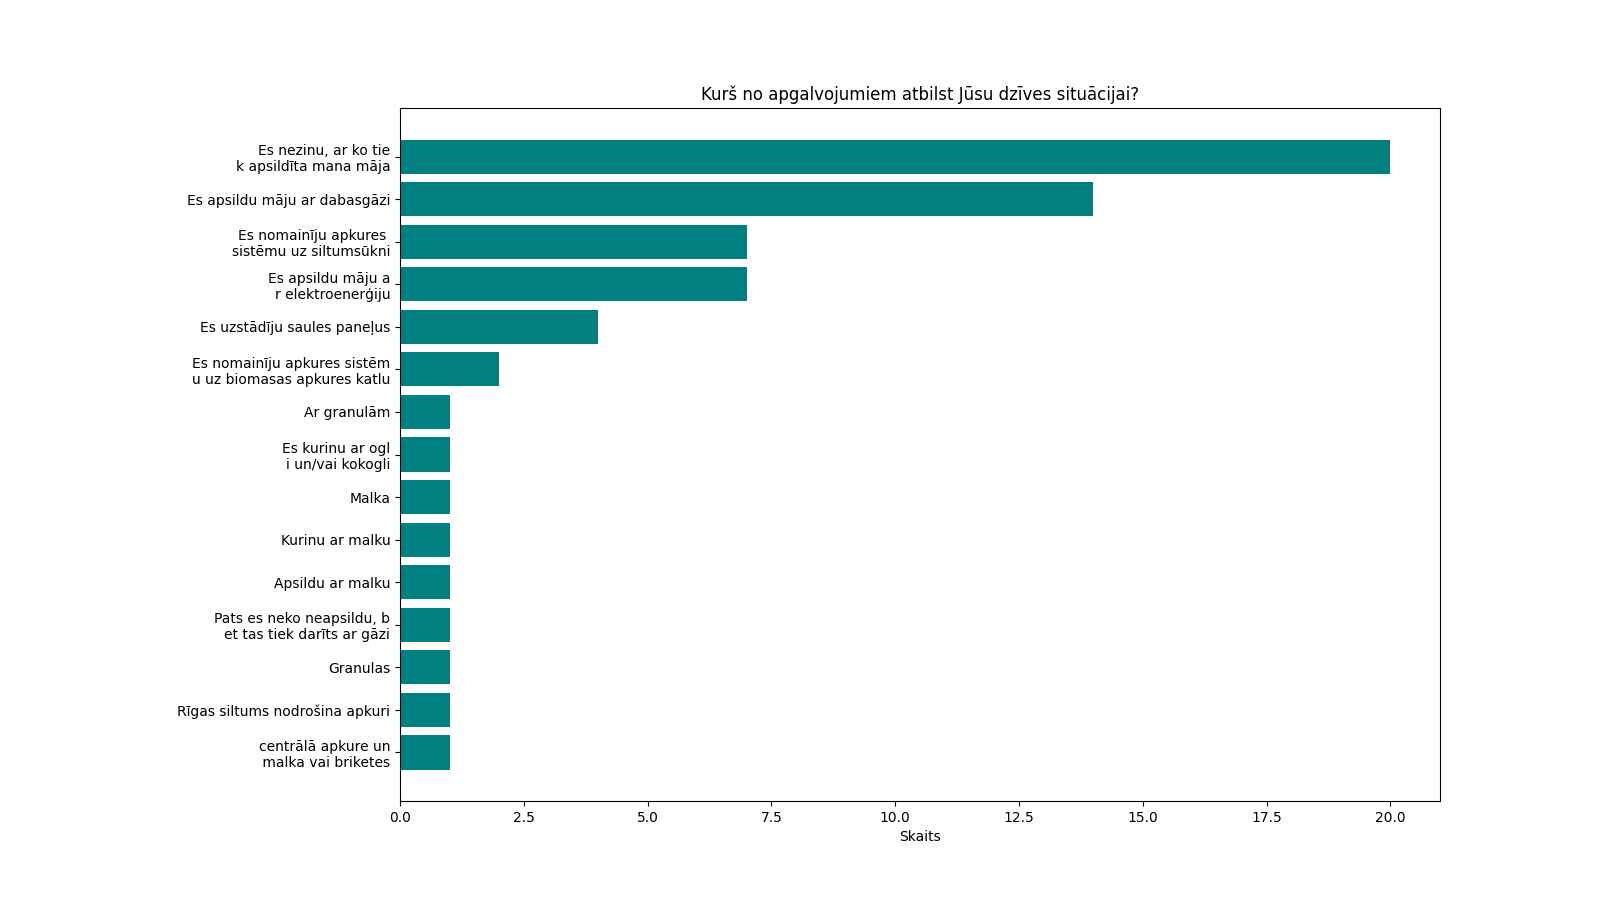 Kurš no apgalvojumiem atbilst Jūsu dzīves situācijai?
Es nezinu, ar ko tie
k apsildīta mana māja
Es apsildu māju ar dabasgāzi
Es nomainīju apkures
sistēmu uz siltumsūkni
Es apsildu māju a
r elektroenerģiju
Es uzstādīju saules paneļus
Es nomainīju apkures sistēm
u uz biomasas apkures katlu
Ar granulām
Es kurinu ar ogl
i un/vai kokogli
Malka
Kurinu ar malku
Apsildu ar malku
Pats es neko neapsildu, b
et tas tiek darīts ar gāzi
Granulas
Rīgas siltums nodrošina apkuri
centrālā apkure un
malka vai briketes
0.0 2.5 5.0 7.5 10.0 12.5 15.0 17.5 20.0
Skaits